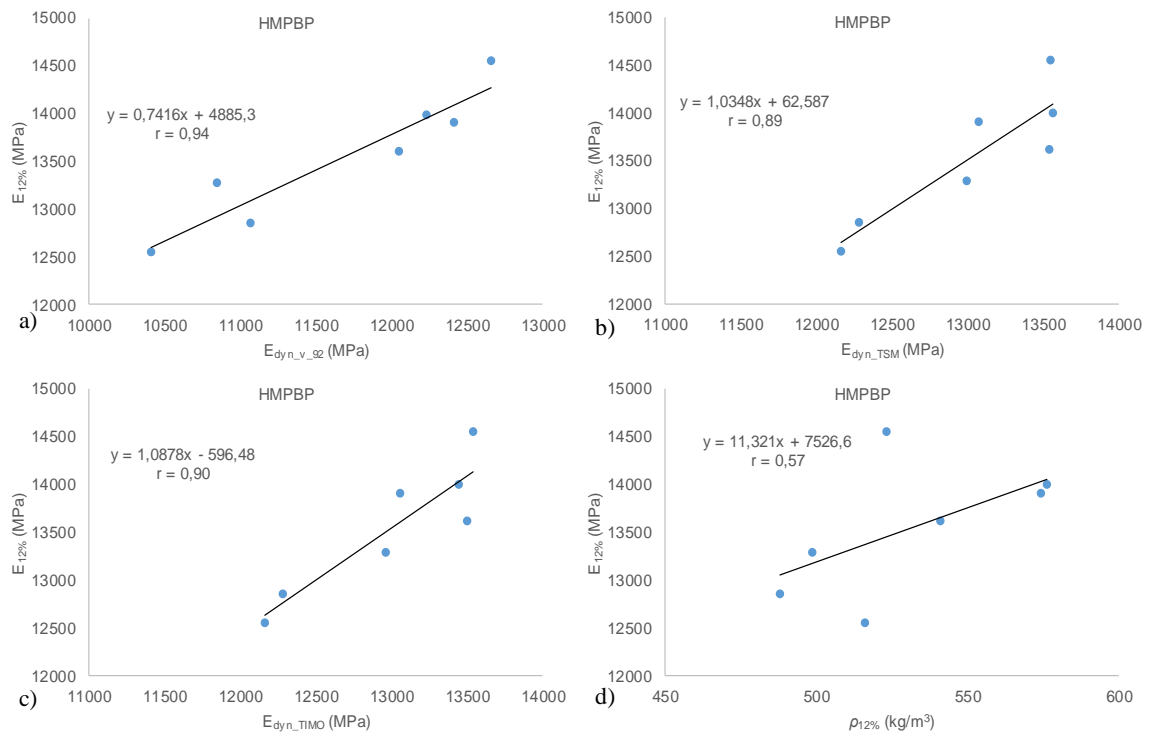 HMPBP
15000
14500
14000
13500
13000
12500
12000
E12% (MPa)
y = 0,7416x + 4885,3
r = 0,94
10000 10500 11000 11500 12000 12500 13000
a)
Edyn_v_92 (MPa)
HMPBP
15000
14500
14000
13500
13000
12500
12000
E12% (MPa)
y = 1,0348x + 62,587
r = 0,89
11000 11500 12000 12500 13000 13500 14000
b)
Edyn_TSM (MPa)
HMPBP
15000
14500
14000
13500
13000
12500
12000
E12% (MPa)
y = 1,0878x - 596,48
r = 0,90
11000 11500 12000 12500 13000 13500 14000
c)
Edyn_TIMO (MPa)
HMPBP
15000
14500
14000
13500
13000
12500
12000
E12% (MPa)
y = 11,321x + 7526,6
r = 0,57
450 500 550 600
d)
ρ12% (kg/m³)